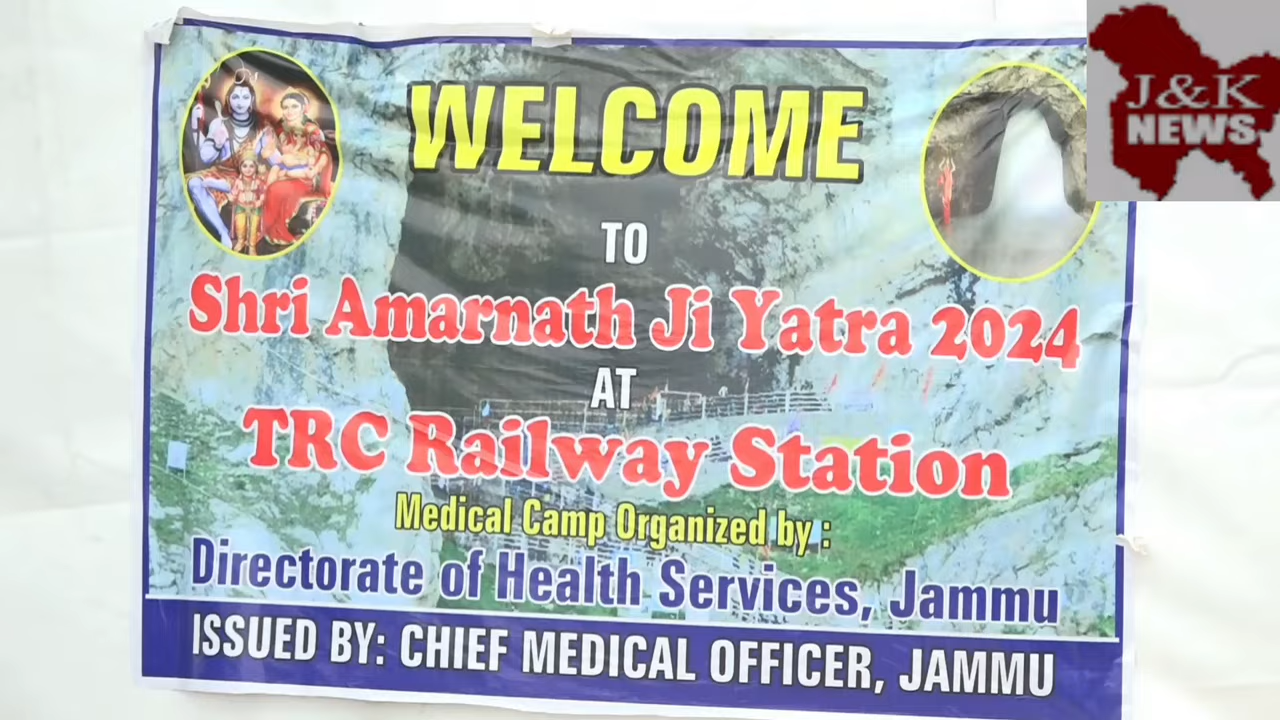 WELCOME
TO
Shri Amarnath Ji Yatra 2024
AT
TRC Railway Station
Medical Camp Organized by :
Directorate of Health Services, Jammu
ISSUED BY: CHIEF MEDICAL OFFICER, JAMMU
J&K
NEWS